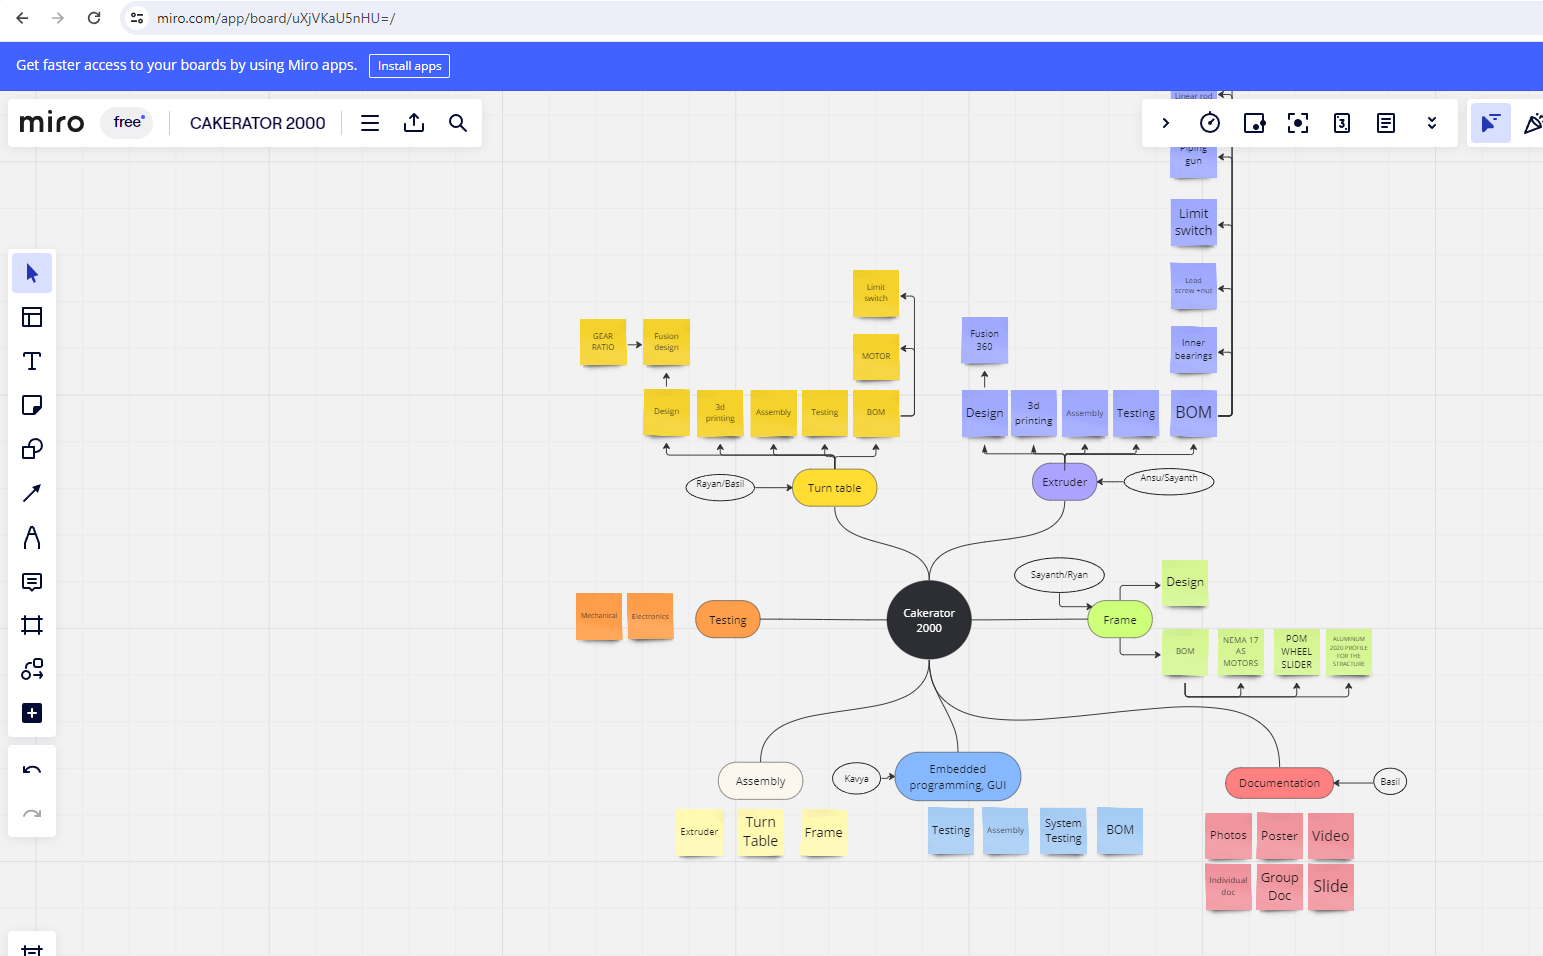 miro.com/app/board/uXjVKaU5nHU=/
Get faster access to your boards by using Miro apps.
Install apps
miro
free
CAKERATOR 2000
3
Linear rod
Piping
gun
Limit
switch
Lead
screw +nut
Inner
bearings
BOM
Limit
switch
MOTOR
GEAR
RATIO
Fusion
design
Fusion
360
Design
3d
printing
Assembly
Testing
BOM
Design
3d
printing
Assembly
Testing
Rayan/Basil
Turn table
Extruder
Ansu/Sayanth
Sayanth/Ryan
Design
Mechanical
Electronics
Testing
Cakerator
2000
Frame
BOM
NEMA 17
AS
MOTORS
POM
WHEEL
SLIDER
ALUMINUM
2020 PROFILE
FOR THE
STRACTURE
Assembly
Kavya
Embedded
programming, GUI
Documentation
Basil
Extruder
Turn
Table
Frame
Testing
Assembly
System
Testing
BOM
Photos
Poster
Video
Individual
doc
Group
Doc
Slide